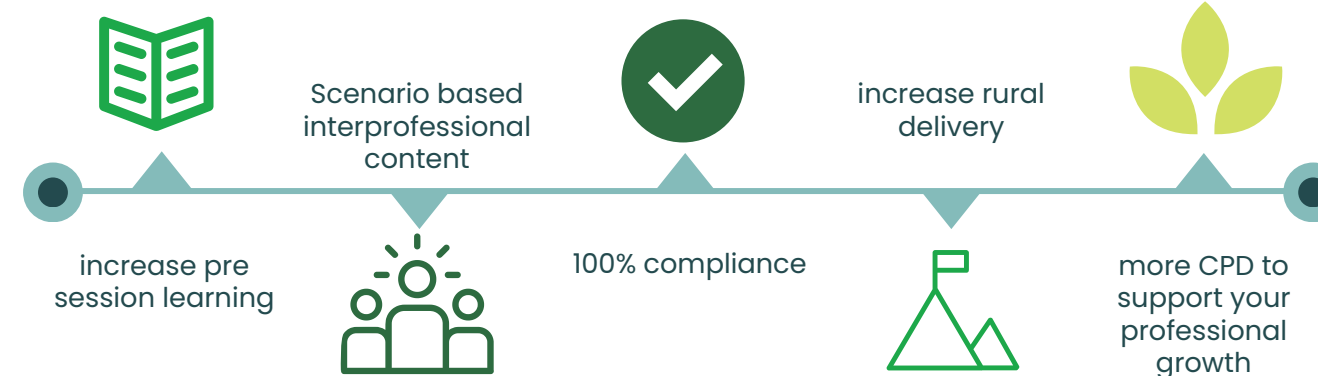 increase pre
session learning
Scenario based
interprofessional
content
100% compliance
increase rural
delivery
more CPD to
support your
professional
growth